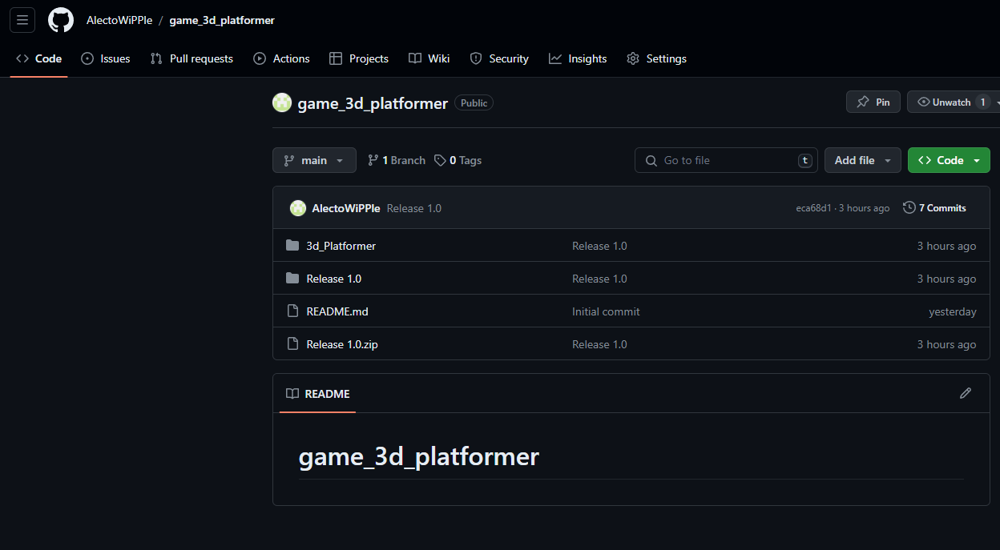 AlectoWiPPle / game_3d_platformer
Code Issues Pull requests Actions Projects Wiki Security Insights Settings
game_3d_platformer Public Pin Unwatch 1
main 1 Branch 0 Tags Go to file t Add file Code
AlectoWiPPle Release 1.0 eca68d1 · 3 hours ago 7 Commits
3d_Platformer Release 1.0 3 hours ago
Release 1.0 Release 1.0 3 hours ago
README.md Initial commit yesterday
Release 1.0.zip Release 1.0 3 hours ago
README
game_3d_platformer